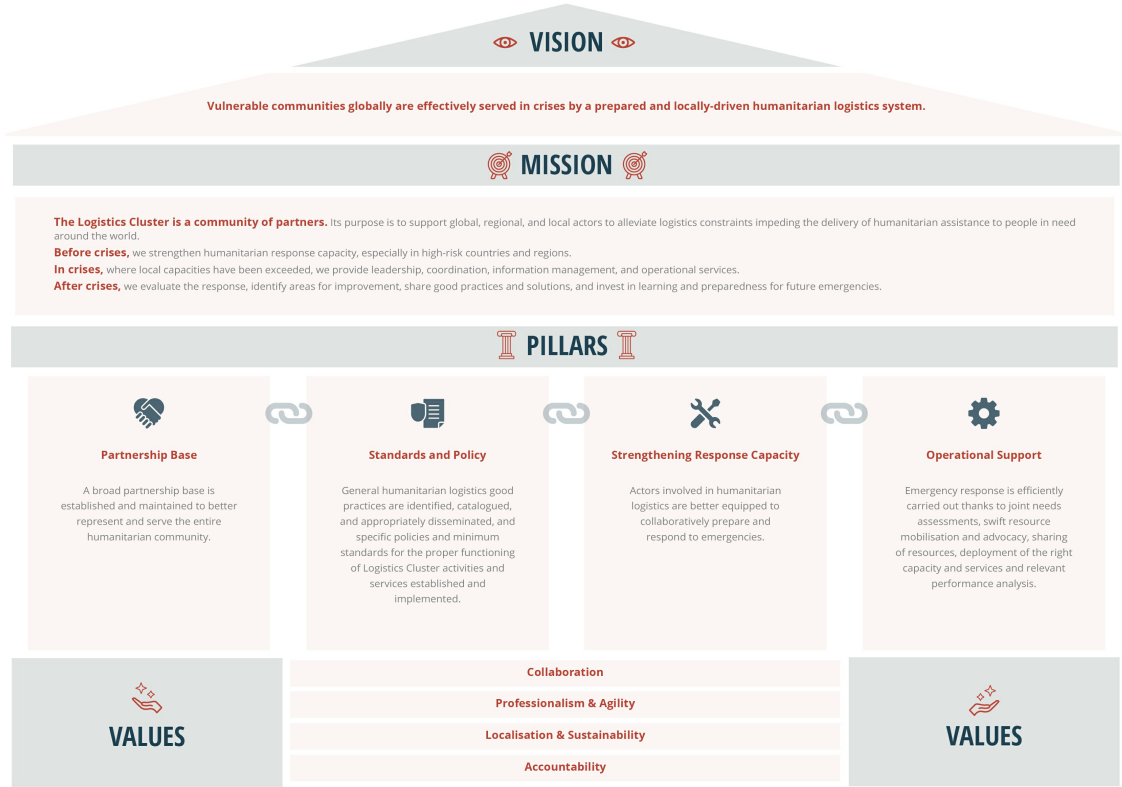 VISION
Vulnerable communities globally are effectively served in crises by a prepared and locally-driven humanitarian logistics system.
MISSION
The Logistics Cluster is a community of partners. Its purpose is to support global, regional, and local actors to alleviate logistics constraints impeding the delivery of humanitarian assistance to people in need
around the world.
Before crises, we strengthen humanitarian response capacity, especially in high-risk countries and regions.
In crises, where local capacities have been exceeded, we provide leadership, coordination, information management, and operational services.
After crises, we evaluate the response, identify areas for improvement, share good practices and solutions, and invest in learning and preparedness for future emergencies.
PILLARS
Partnership Base
A broad partnership base is
established and maintained to better
represent and serve the entire
humanitarian community.
Standards and Policy
General humanitarian logistics good
practices are identified, catalogued,
and appropriately disseminated, and
specific policies and minimum
standards for the proper functioning
of Logistics Cluster activities and
services established and
implemented.
Strengthening Response Capacity
Actors involved in humanitarian
logistics are better equipped to
collaboratively prepare and
respond to emergencies.
Operational Support
Emergency response is efficiently
carried out thanks to joint needs
assessments, swift resource
mobilisation and advocacy, sharing
of resources, deployment of the right
capacity and services and relevant
performance analysis.
VALUES
Collaboration
Professionalism & Agility
Localisation & Sustainability
Accountability
VALUES